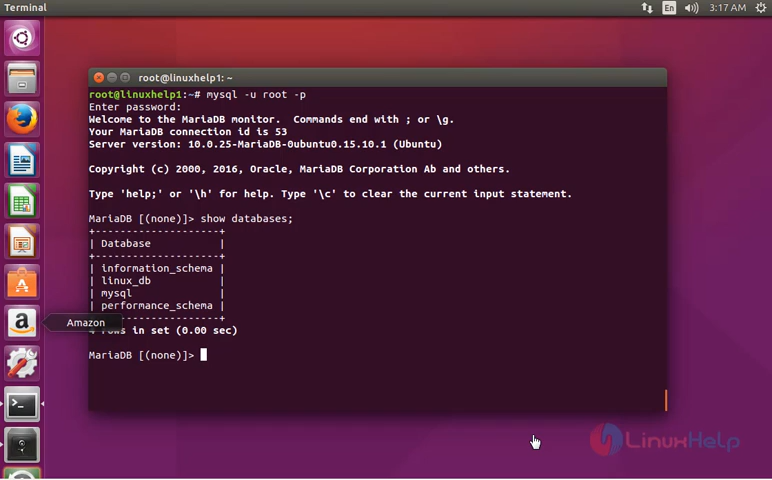 Terminal
En
3:17 AM
root@linuxhelp1: ~
root@linuxhelp1:~# mysql -u root -p
Enter password:
Welcome to the MariaDB monitor.  Commands end with ; or \g.
Your MariaDB connection id is 53
Server version: 10.0.25-MariaDB-0ubuntu0.15.10.1 (Ubuntu)
Copyright (c) 2000, 2016, Oracle, MariaDB Corporation Ab and others.
Type 'help;' or '\h' for help. Type '\c' to clear the current input statement.
MariaDB [(none)]> show databases;
+--------------------+
| Database           |
+--------------------+
| information_schema |
| linux_db           |
| mysql              |
| performance_schema |
Amazon
--------------------+
4 rows in set (0.00 sec)
MariaDB [(none)]>
LinuxHelp